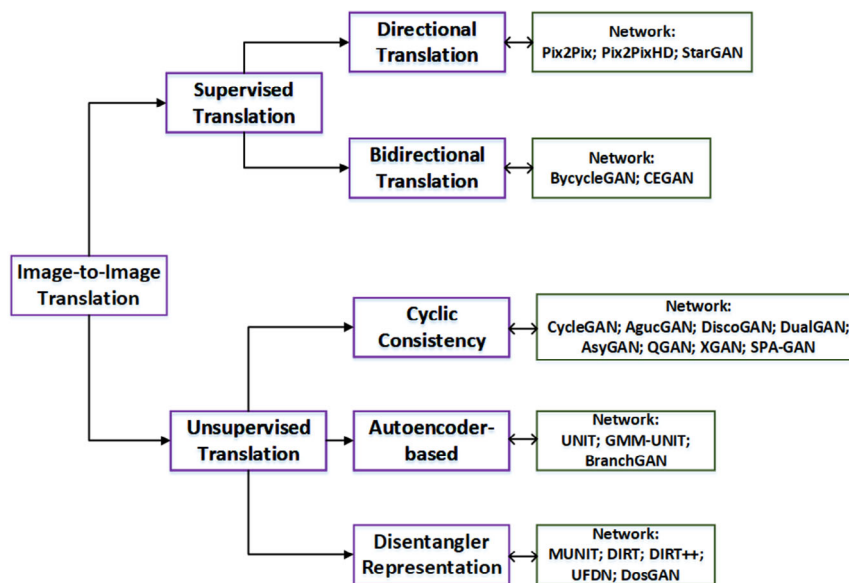 Directional
Translation
Network:
Pix2Pix; Pix2PixHD; StarGAN
Supervised
Translation
Bidirectional
Translation
Network:
BycycleGAN; CEGAN
Image-to-Image
Translation
Cyclic
Consistency
Network:
CycleGAN; AgucGAN; DiscoGAN; DualGAN;
AsyGAN; QGAN; XGAN; SPA-GAN
Unsupervised
Translation
Autoencoder-
based
Network:
UNIT; GMM-UNIT;
BranchGAN
Disentangler
Representation
Network:
MUNIT; DIRT; DIRT++;
UFDN; DosGAN